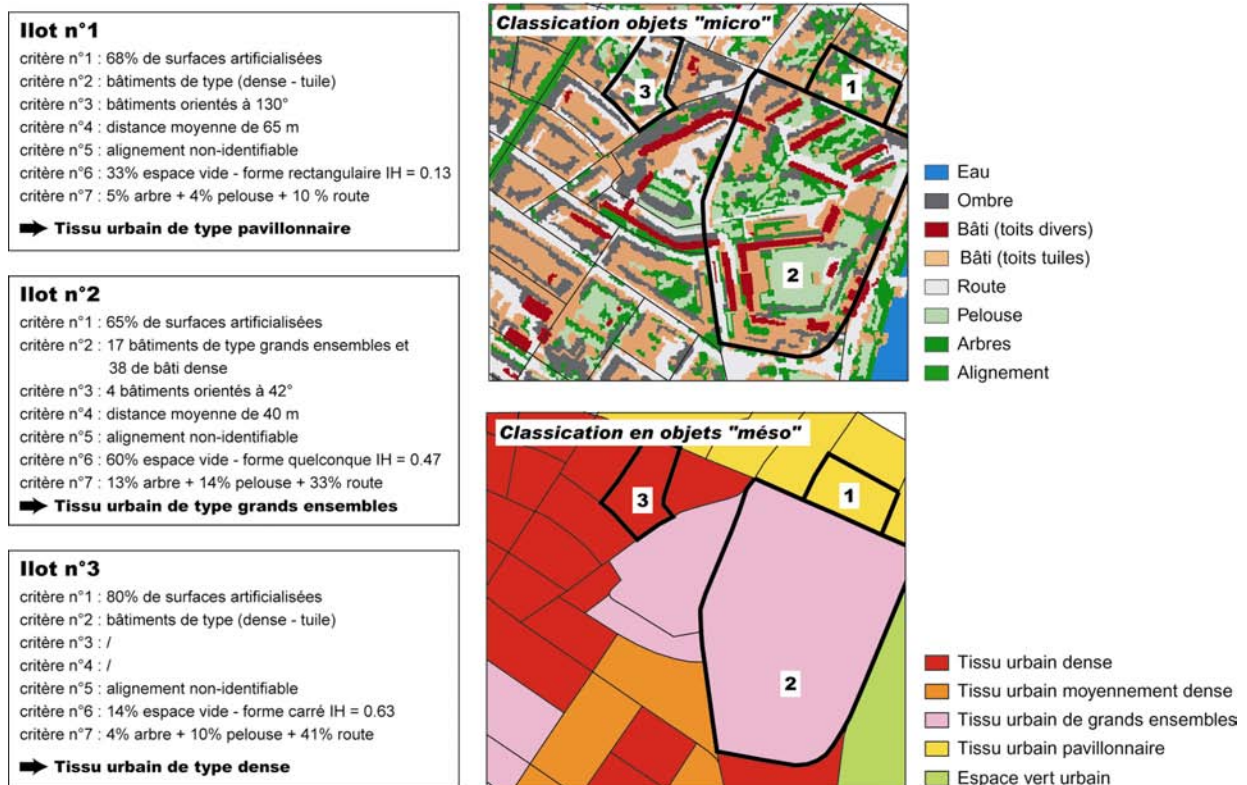 Ilot n°1
critère n°1 : 68% de surfaces artificialisées
critère n°2 : bâtiments de type (dense - tuile)
critère n°3 : bâtiments orientés à 130°
critère n°4 : distance moyenne de 65 m
critère n°5 : alignement non-identifiable
critère n°6 : 33% espace vide - forme rectangulaire IH = 0.13
critère n°7 : 5% arbre + 4% pelouse + 10 % route
➡ Tissu urbain de type pavillonnaire
Ilot n°2
critère n°1 : 65% de surfaces artificialisées
critère n°2 : 17 bâtiments de type grands ensembles et
38 de bâti dense
critère n°3 : 4 bâtiments orientés à 42°
critère n°4 : distance moyenne de 40 m
critère n°5 : alignement non-identifiable
critère n°6 : 60% espace vide - forme quelconque IH = 0.47
critère n°7 : 13% arbre + 14% pelouse + 33% route
➡ Tissu urbain de type grands ensembles
Ilot n°3
critère n°1 : 80% de surfaces artificialisées
critère n°2 : bâtiments de type (dense - tuile)
critère n°3 : /
critère n°4 : /
critère n°5 : alignement non-identifiable
critère n°6 : 14% espace vide - forme carré IH = 0.63
critère n°7 : 4% arbre + 10% pelouse + 41% route
➡ Tissu urbain de type dense
Classication objets "micro"
3
1
2
Eau
Ombre
Bâti (toits divers)
Bâti (toits tuiles)
Route
Pelouse
Arbres
Alignement
Classication en objets "méso"
3
1
2
Tissu urbain dense
Tissu urbain moyennement dense
Tissu urbain de grands ensembles
Tissu urbain pavillonnaire
Espace vert urbain